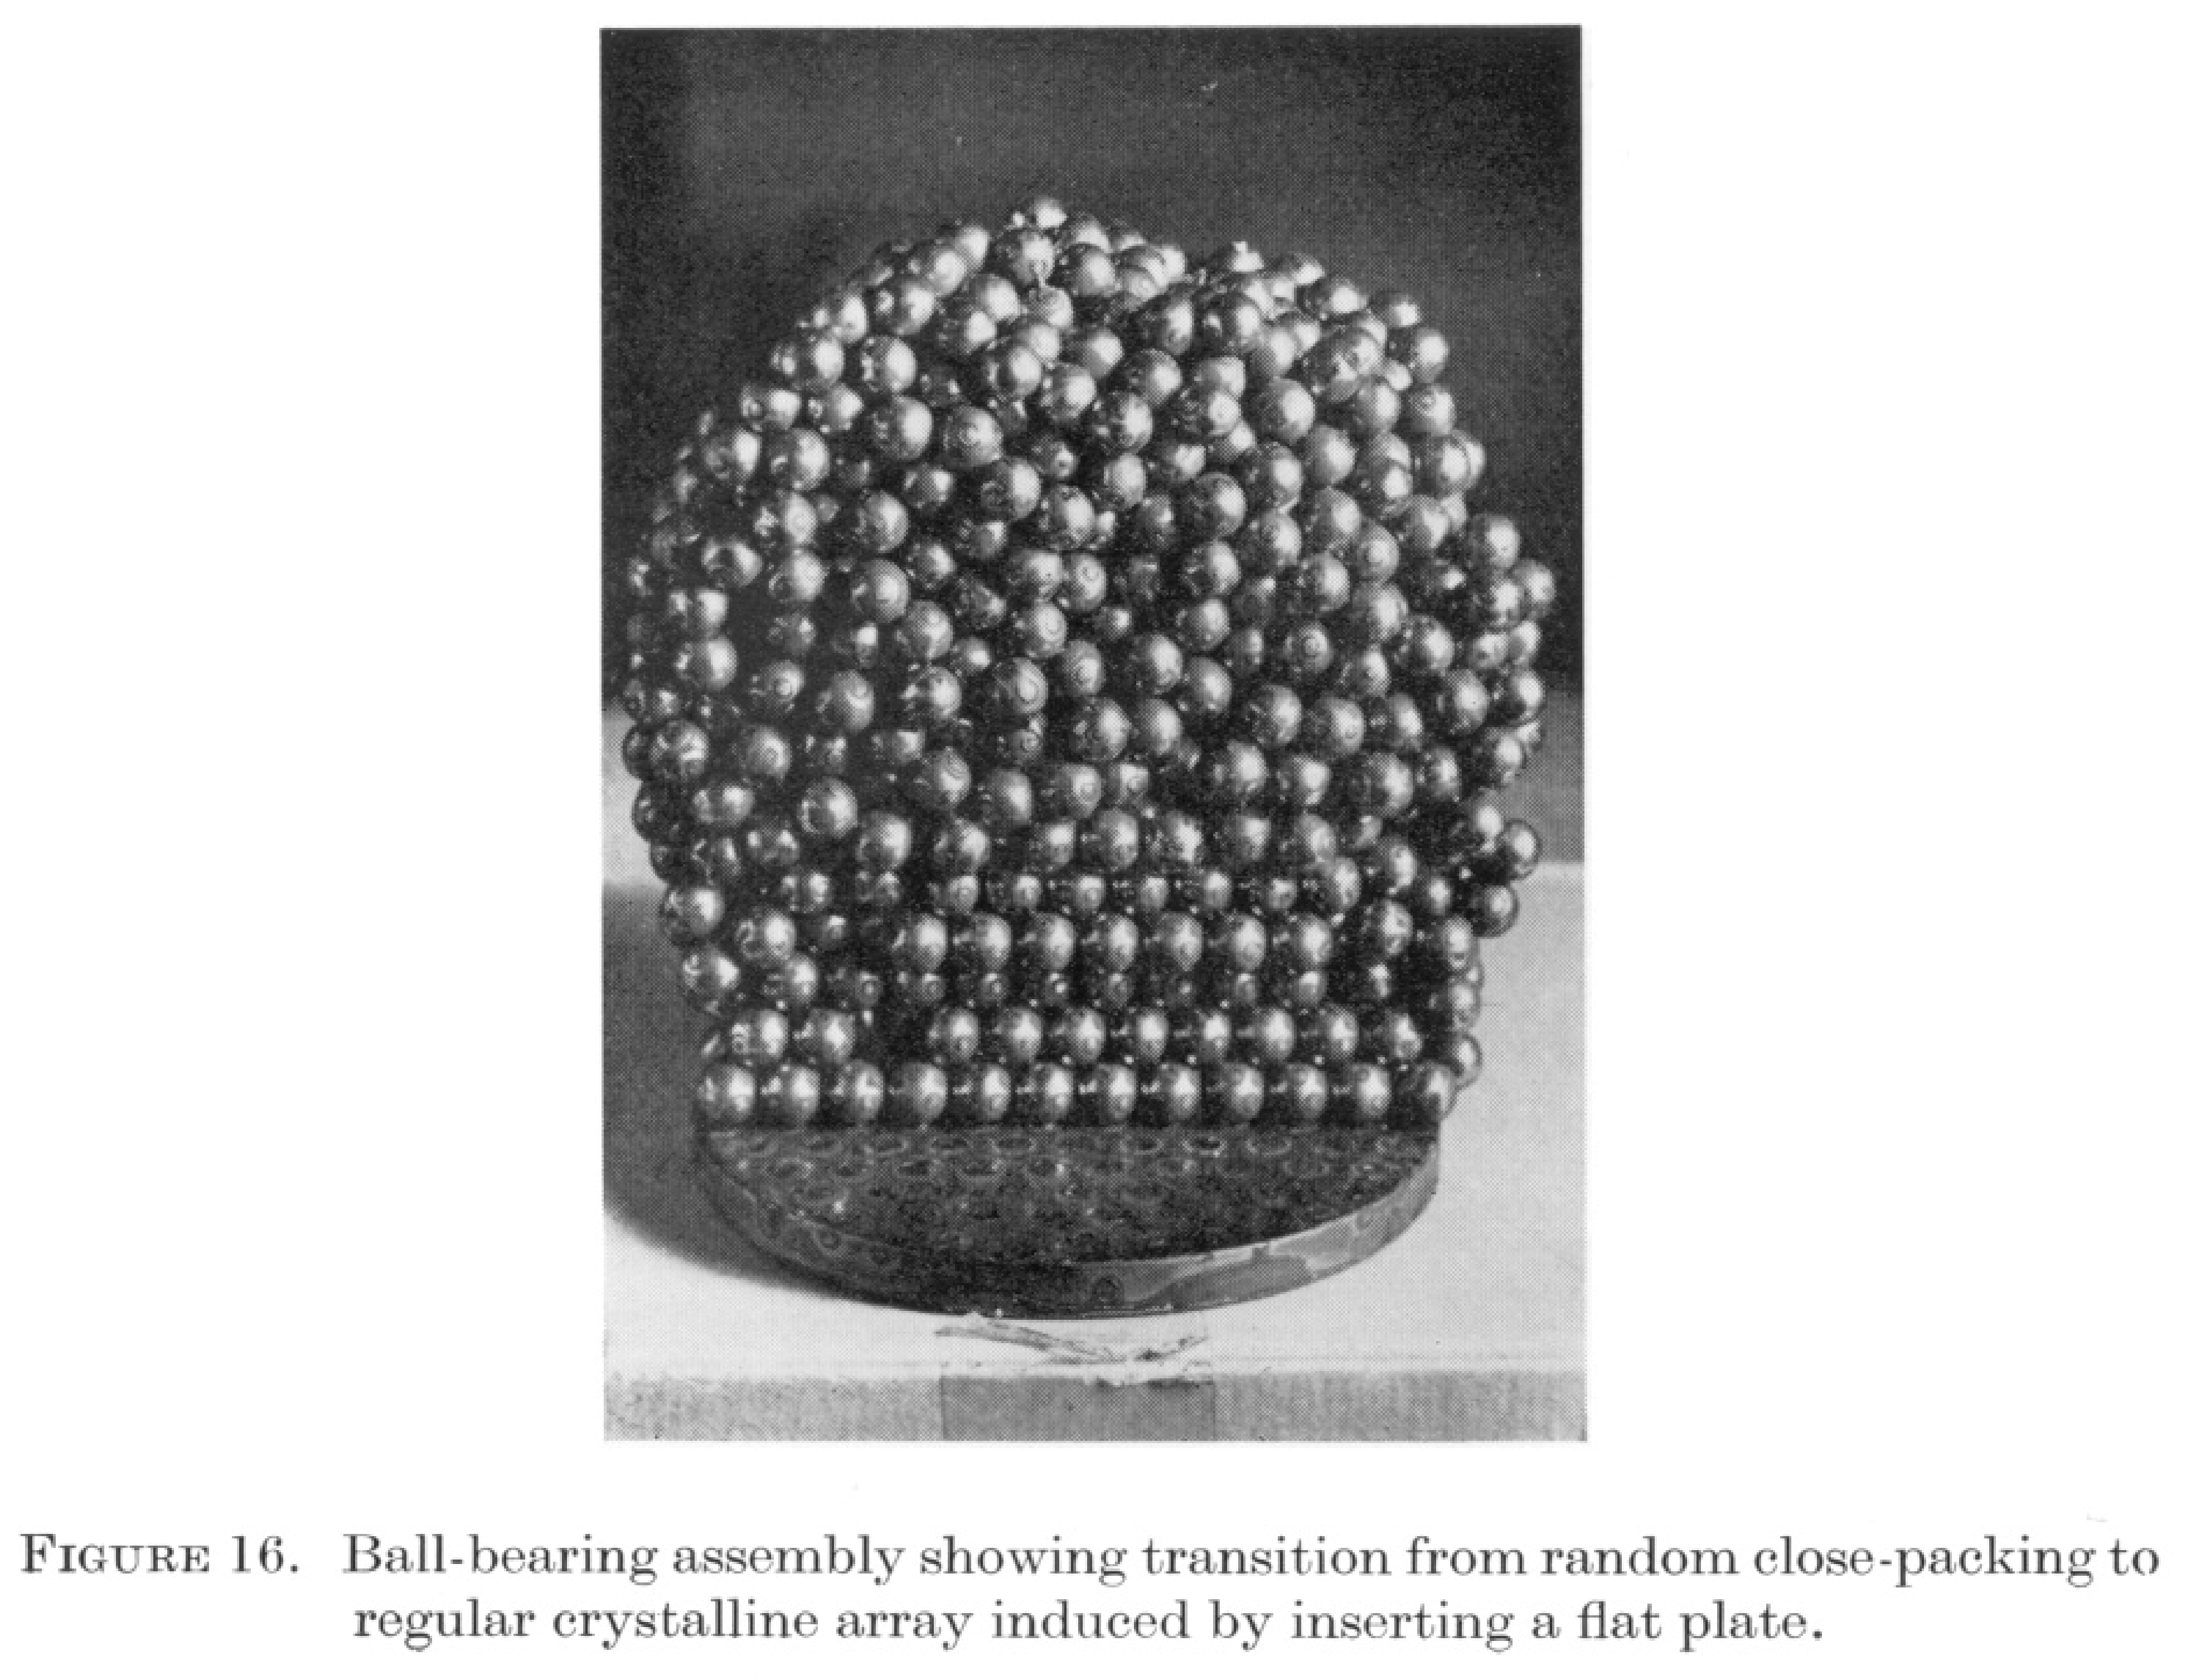 FIGURE 16. Ball-bearing assembly showing transition from random close-packing to
regular crystalline array induced by inserting a flat plate.